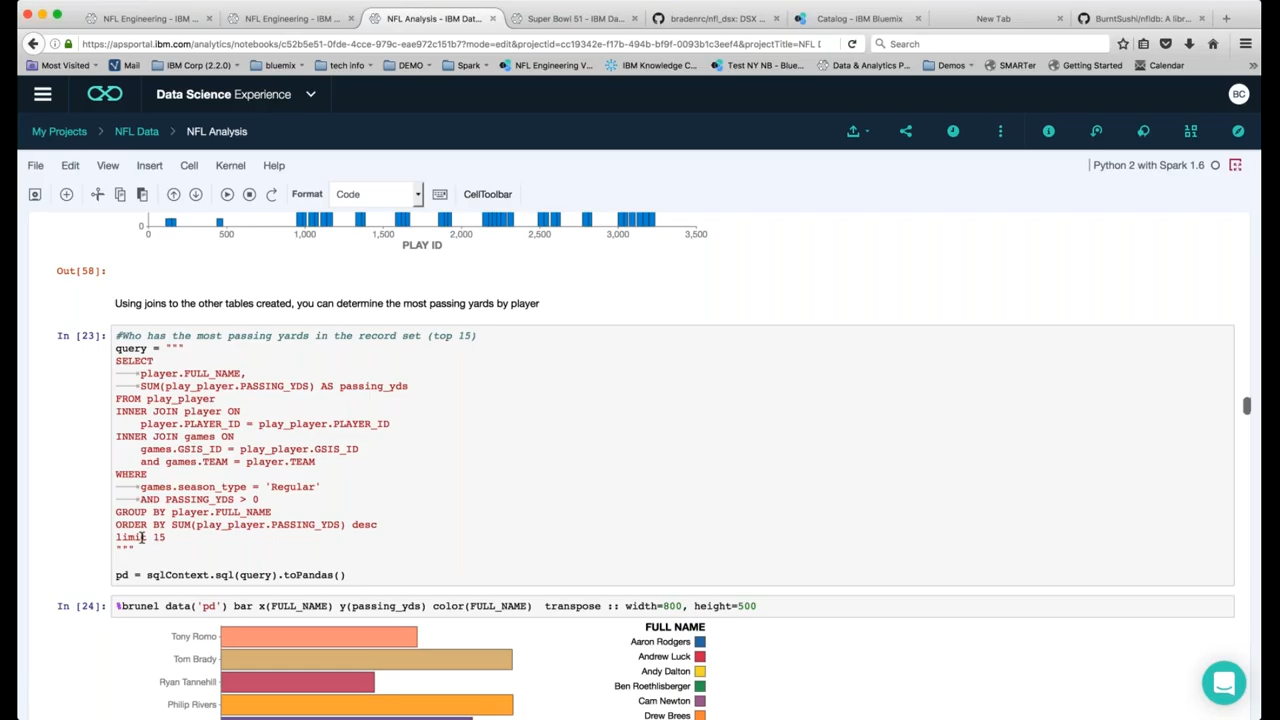 NFL Engineering - IBM ... × NFL Engineering - IBM ... × NFL Analysis - IBM Dat... × Super Bowl 51 - IBM Da... × bradenrc/nfl_dsx: DSX ... × Catalog - IBM Bluemix × New Tab × BurntSushi/nfldb: A libr... × +
https://apsportal.ibm.com/analytics/notebooks/c52b5e51-0fde-4cce-979c-eae972c151b7?mode=edit&projectid=cc19342e-f17b-494b-bf9f-0093b1c3eef4&projectTitle=NFL Search
Most Visited Mail IBM Corp (2.2.0) bluemix tech info DEMO Spark NFL Engineering V... IBM Knowledge C... Test NY NB - Blue... Data & Analytics P... Demos SMARTer Getting Started Calendar »
Data Science Experience BC
My Projects > NFL Data > NFL Analysis
File Edit View Insert Cell Kernel Help Python 2 with Spark 1.6
Format Code CellToolbar
0
0 500 1,000 1,500 2,000 2,500 3,000 3,500
PLAY ID
Out[58]:
Using joins to the other tables created, you can determine the most passing yards by player
In [23]: #Who has the most passing yards in the record set (top 15)
query = """
SELECT
player.FULL_NAME,
SUM(play_player.PASSING_YDS) AS passing_yds
FROM play_player
INNER JOIN player ON
player.PLAYER_ID = play_player.PLAYER_ID
INNER JOIN games ON
games.GSIS_ID = play_player.GSIS_ID
and games.TEAM = player.TEAM
WHERE
games.season_type = 'Regular'
AND PASSING_YDS > 0
GROUP BY player.FULL_NAME
ORDER BY SUM(play_player.PASSING_YDS) desc
limit 15
"""
pd = sqlContext.sql(query).toPandas()
In [24]: %brunel data('pd') bar x(FULL_NAME) y(passing_yds) color(FULL_NAME) transpose :: width=800, height=500
FULL NAME
Tony Romo
Aaron Rodgers
Tom Brady
Andrew Luck
Andy Dalton
Ryan Tannehill
Ben Roethlisberger
Philip Rivers
Cam Newton
Drew Brees